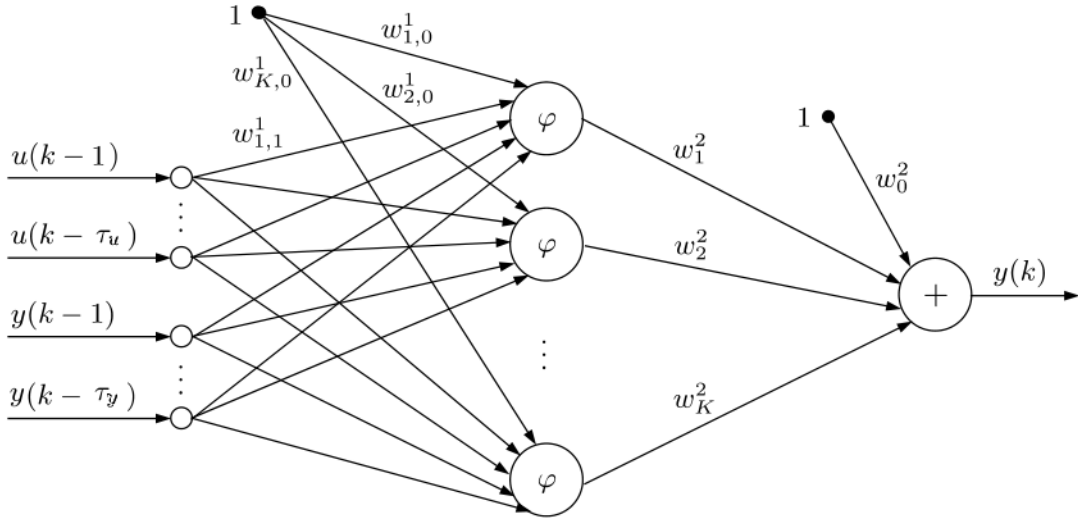 1
w^1_{1,0}
w^1_{K,0}
w^1_{2,0}
w^1_{1,1}
φ
u(k − 1)
⋮
u(k − τ_u)
y(k − 1)
⋮
y(k − τ_y)
φ
⋮
φ
w^2_1
w^2_2
w^2_K
1
w^2_0
+
y(k)